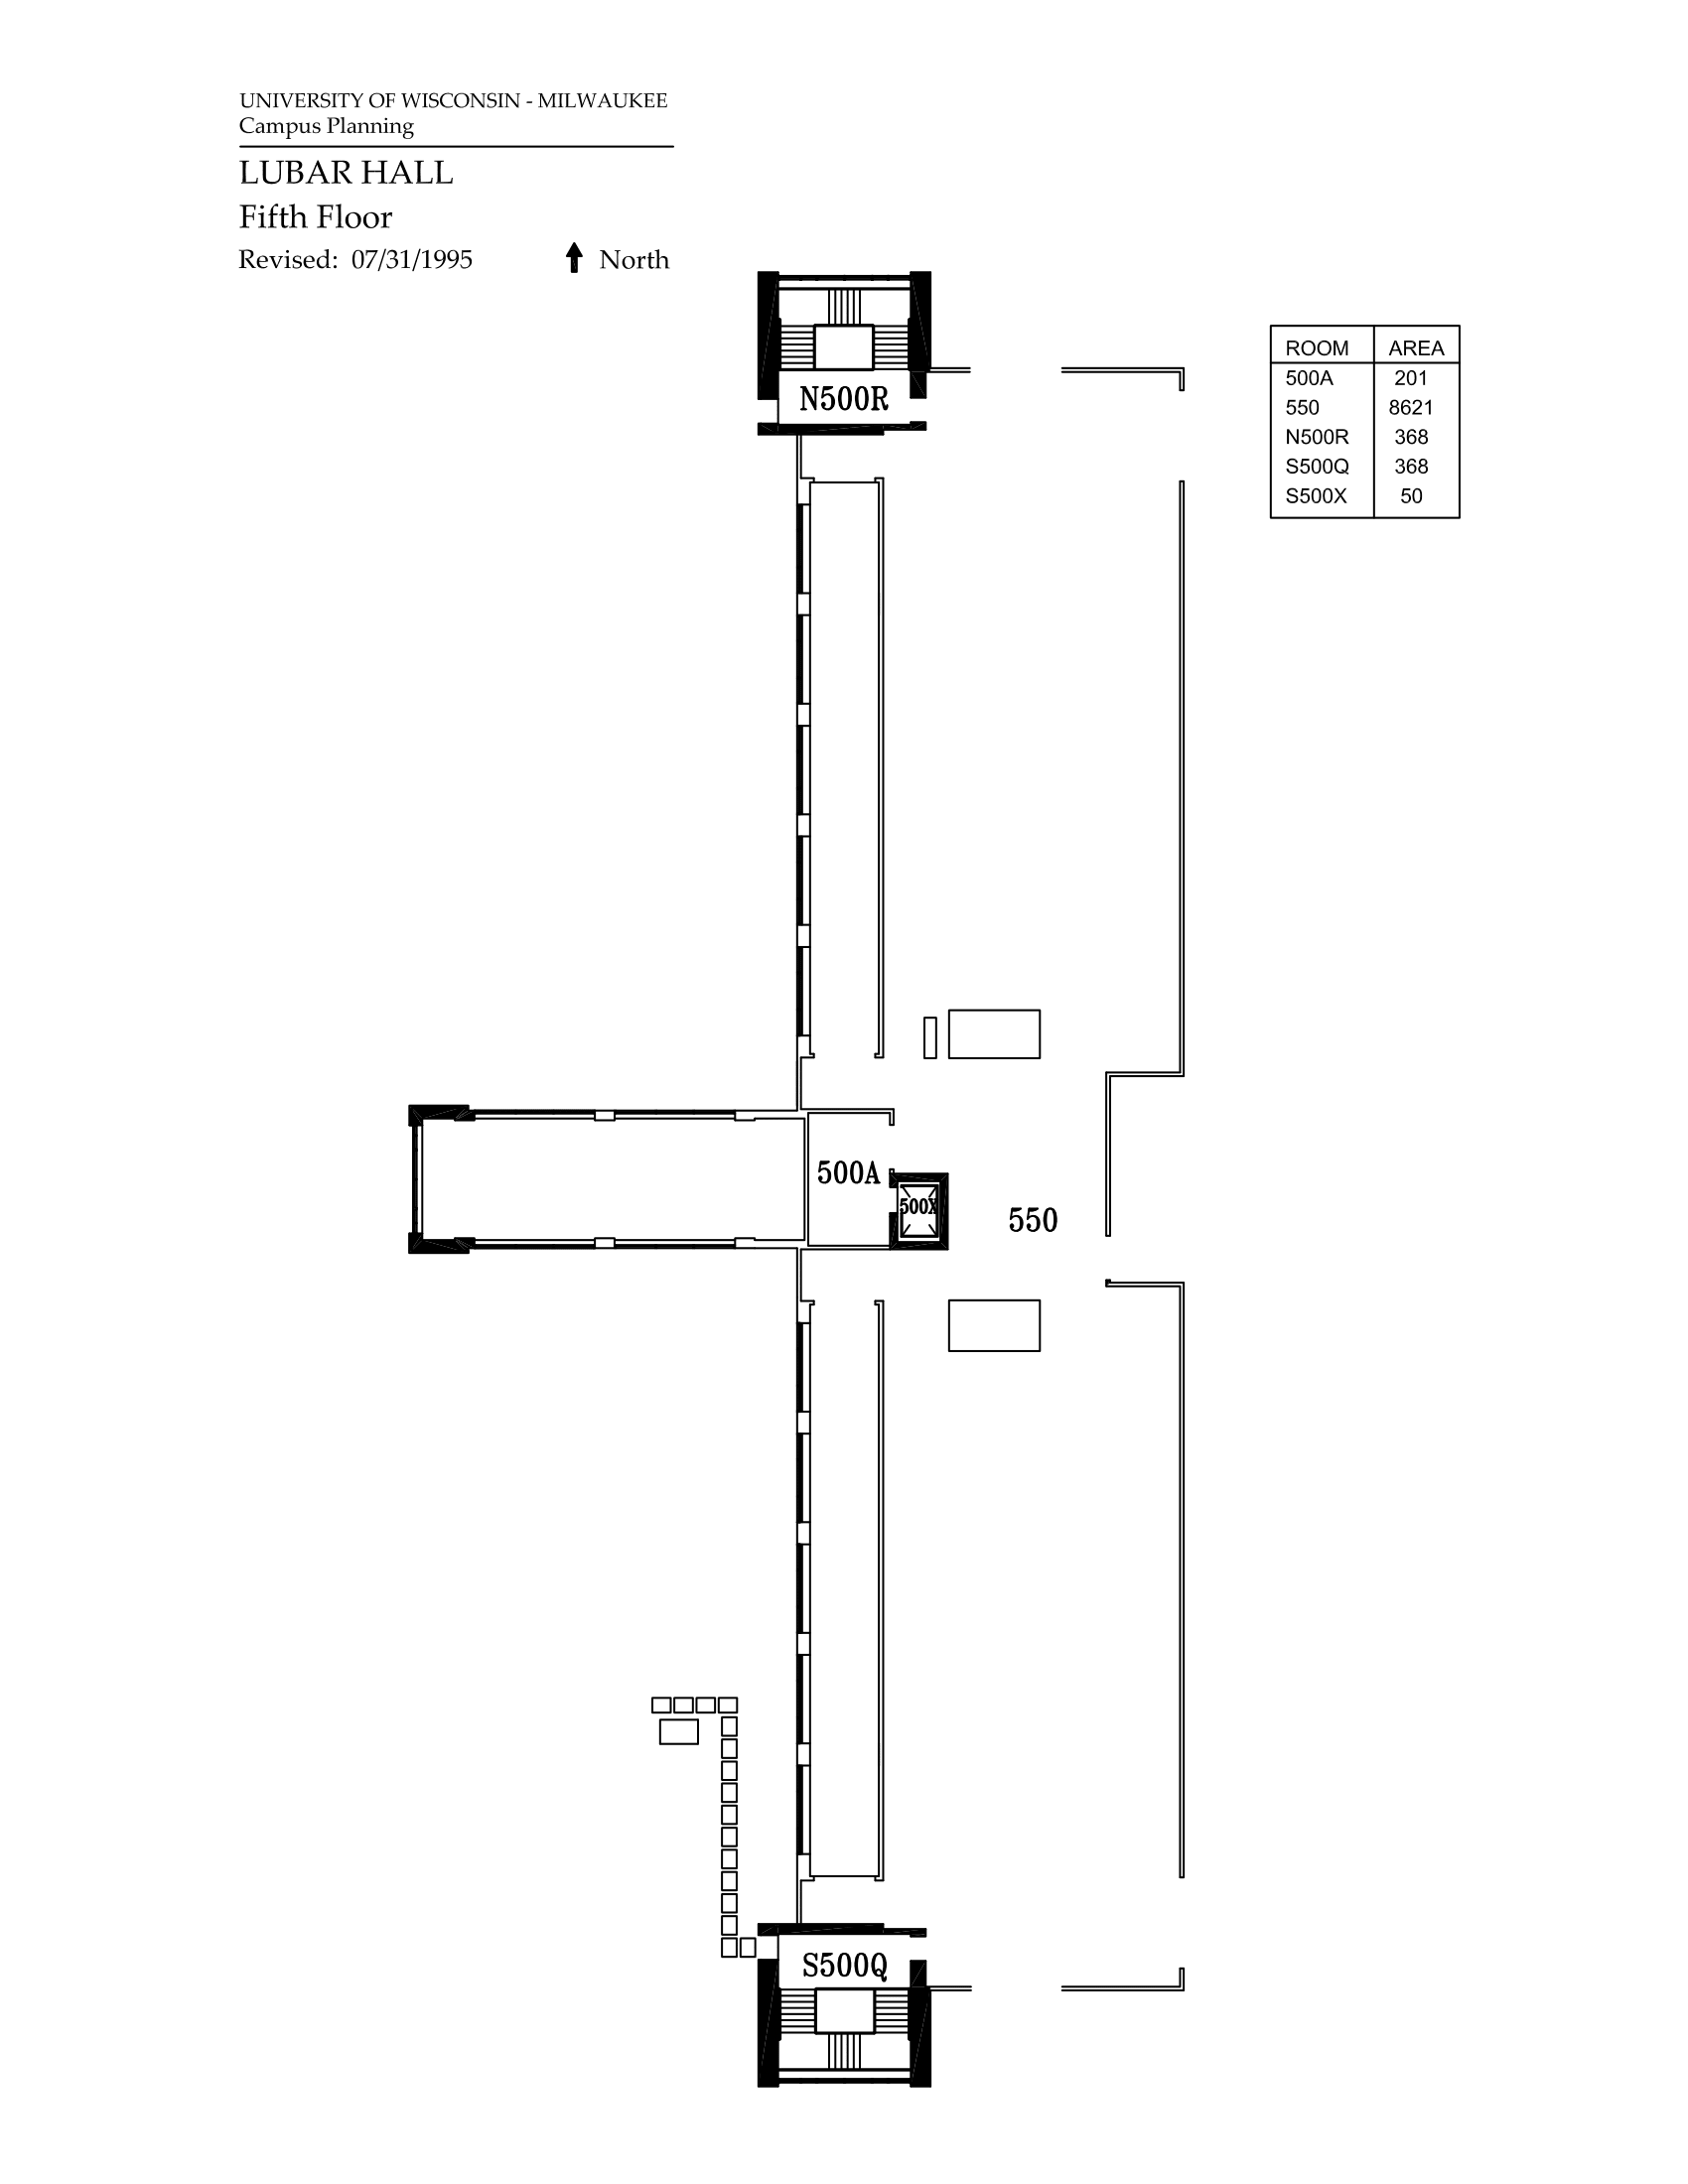 UNIVERSITY OF WISCONSIN - MILWAUKEE
Campus Planning
LUBAR HALL
Fifth Floor
Revised: 07/31/1995 North
ROOM AREA
500A 201
550 8621
N500R 368
S500Q 368
S500X 50
N500R
500A
500X
550
S500Q